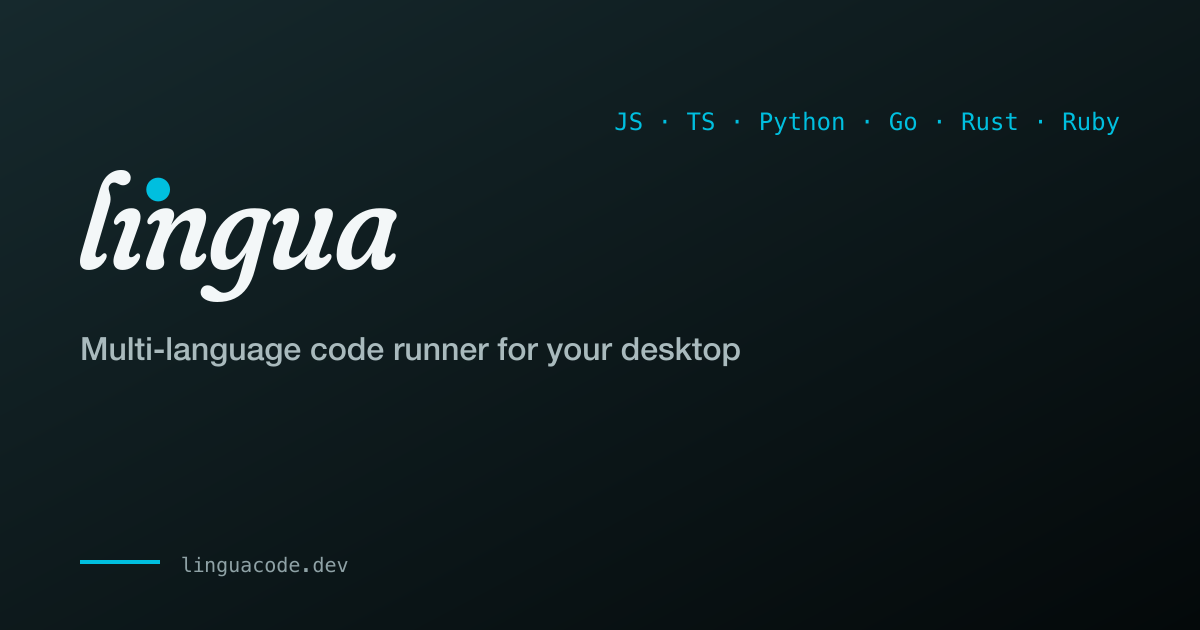 JS · TS · Python · Go · Rust · Ruby
lingua
Multi-language code runner for your desktop
linguacode.dev